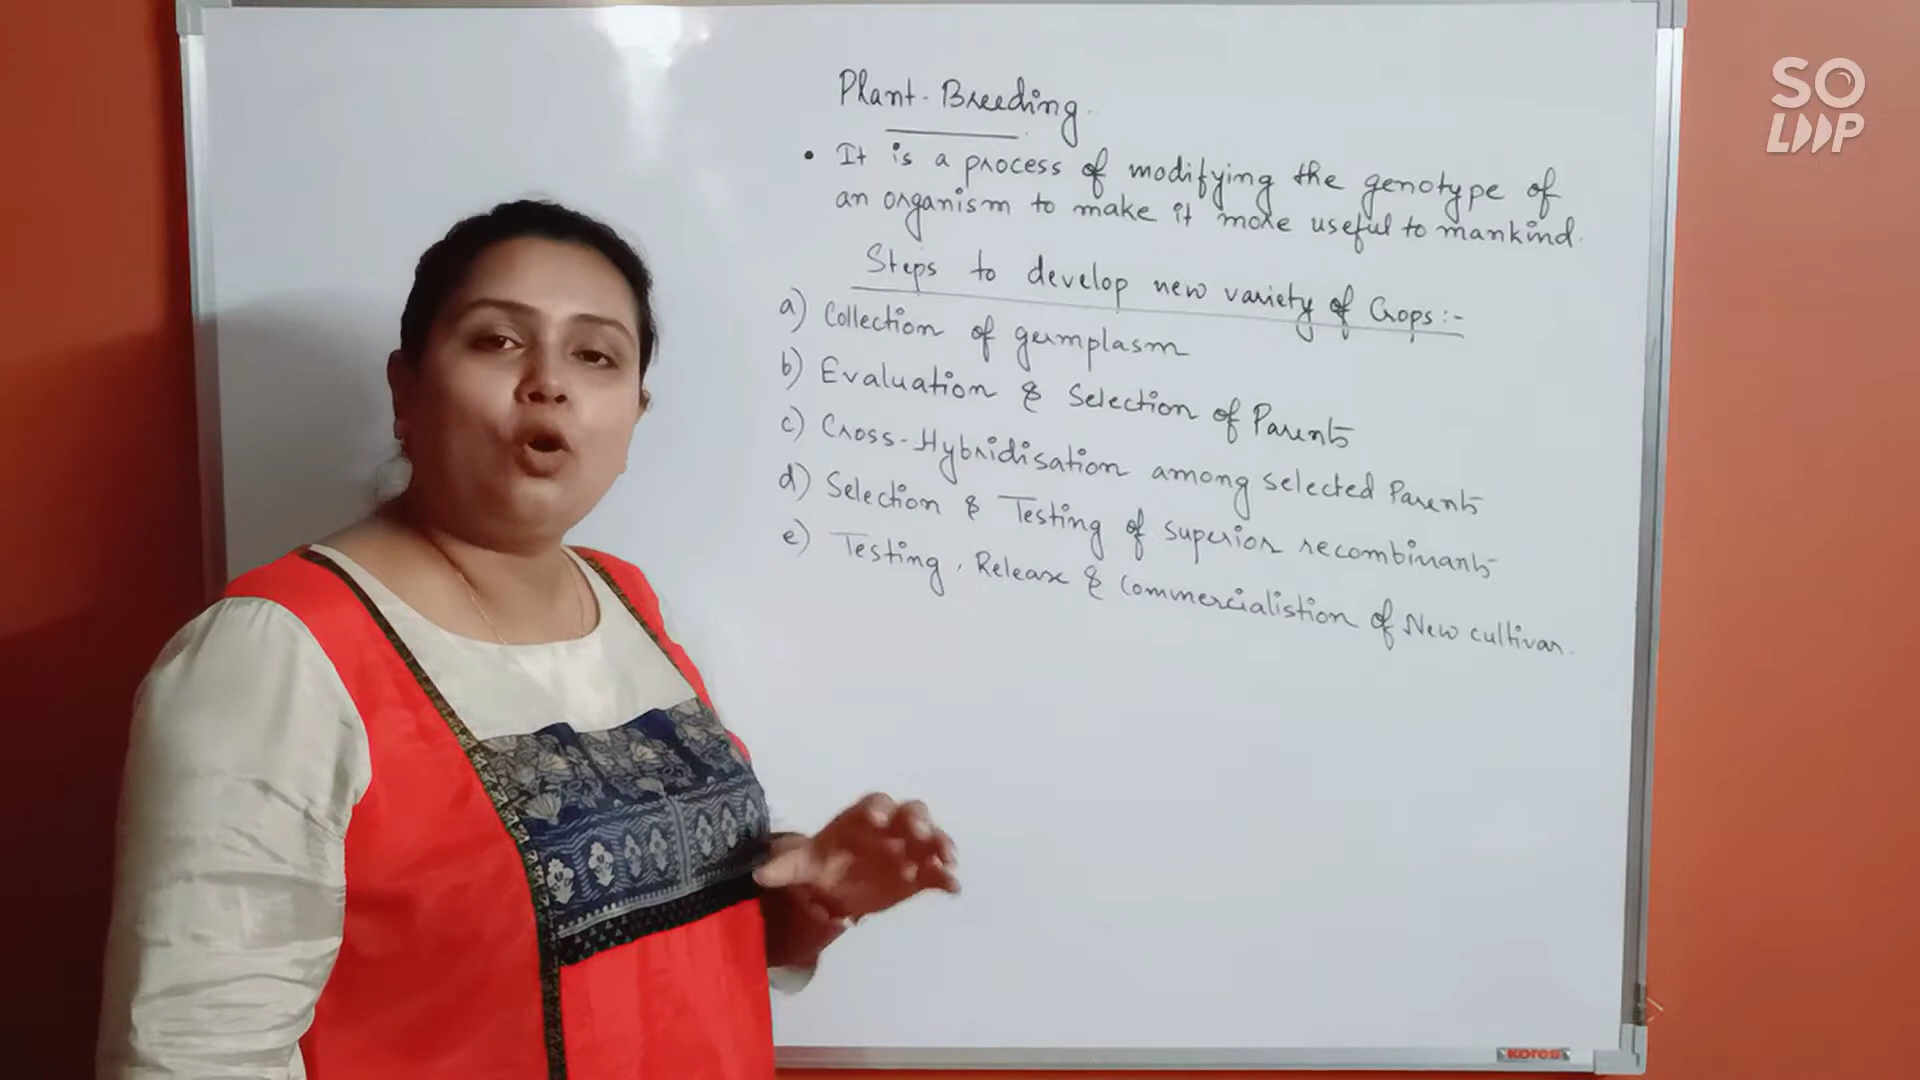 SO
LOOP
Plant-Breeding.
• It is a process of modifying the genotype of
an organism to make it more useful to mankind.
Steps to develop new variety of Crops:-
a) Collection of germplasm
b) Evaluation & Selection of Parents
c) Cross-Hybridisation among selected Parents
d) Selection & Testing of superior recombinants
e) Testing, Release & Commercialistion of New cultivar.
kores